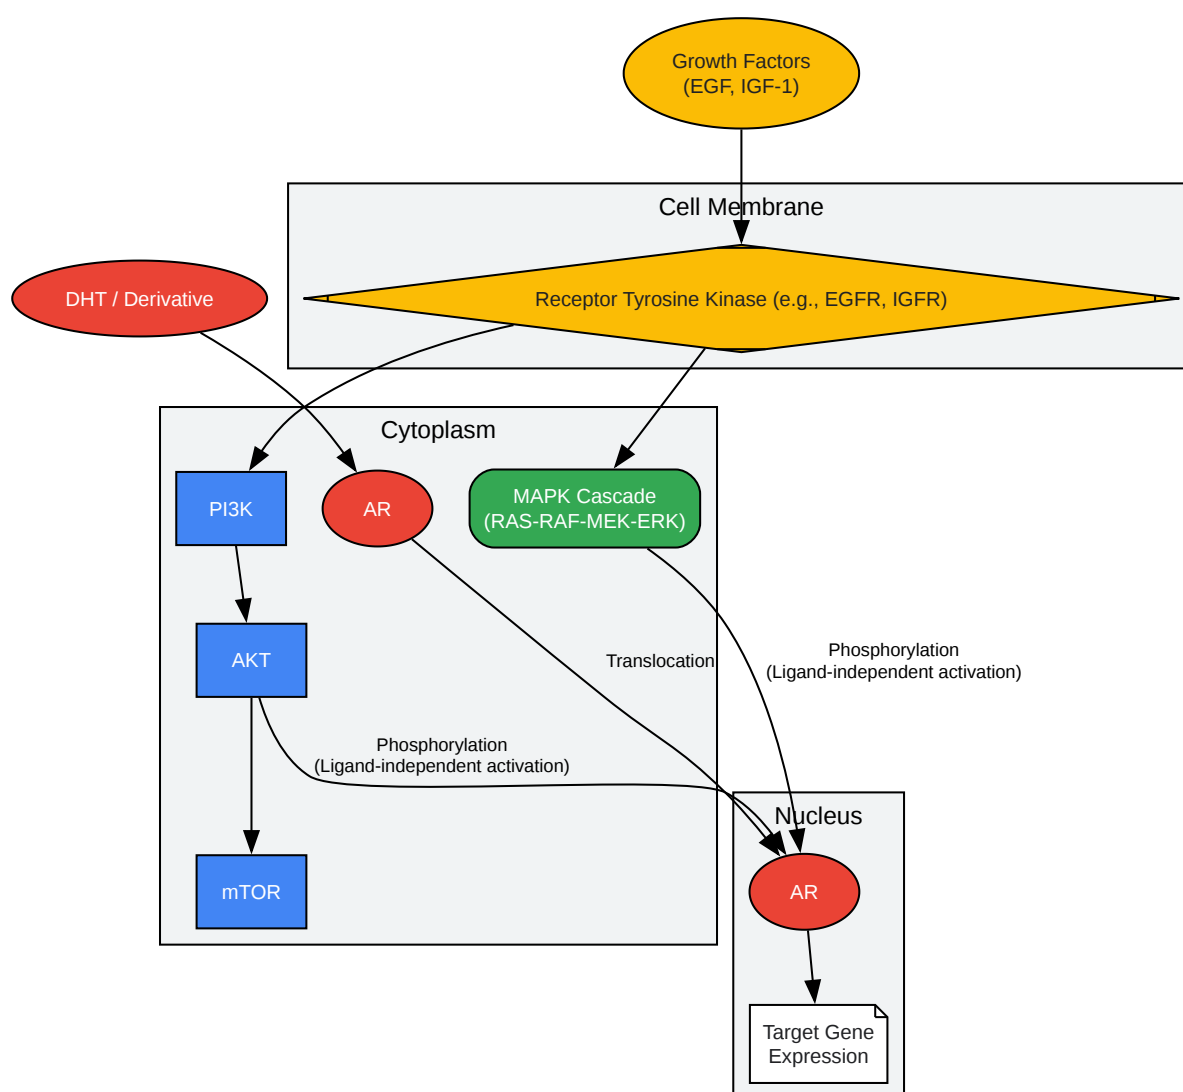 Growth Factors
(EGF, IGF-1)
Cell Membrane
Receptor Tyrosine Kinase (e.g., EGFR, IGFR)
DHT / Derivative
Cytoplasm
PI3K
AR
MAPK Cascade
(RAS-RAF-MEK-ERK)
AKT
Translocation
Phosphorylation
(Ligand-independent activation)
Phosphorylation
(Ligand-independent activation)
mTOR
Nucleus
AR
Target Gene
Expression